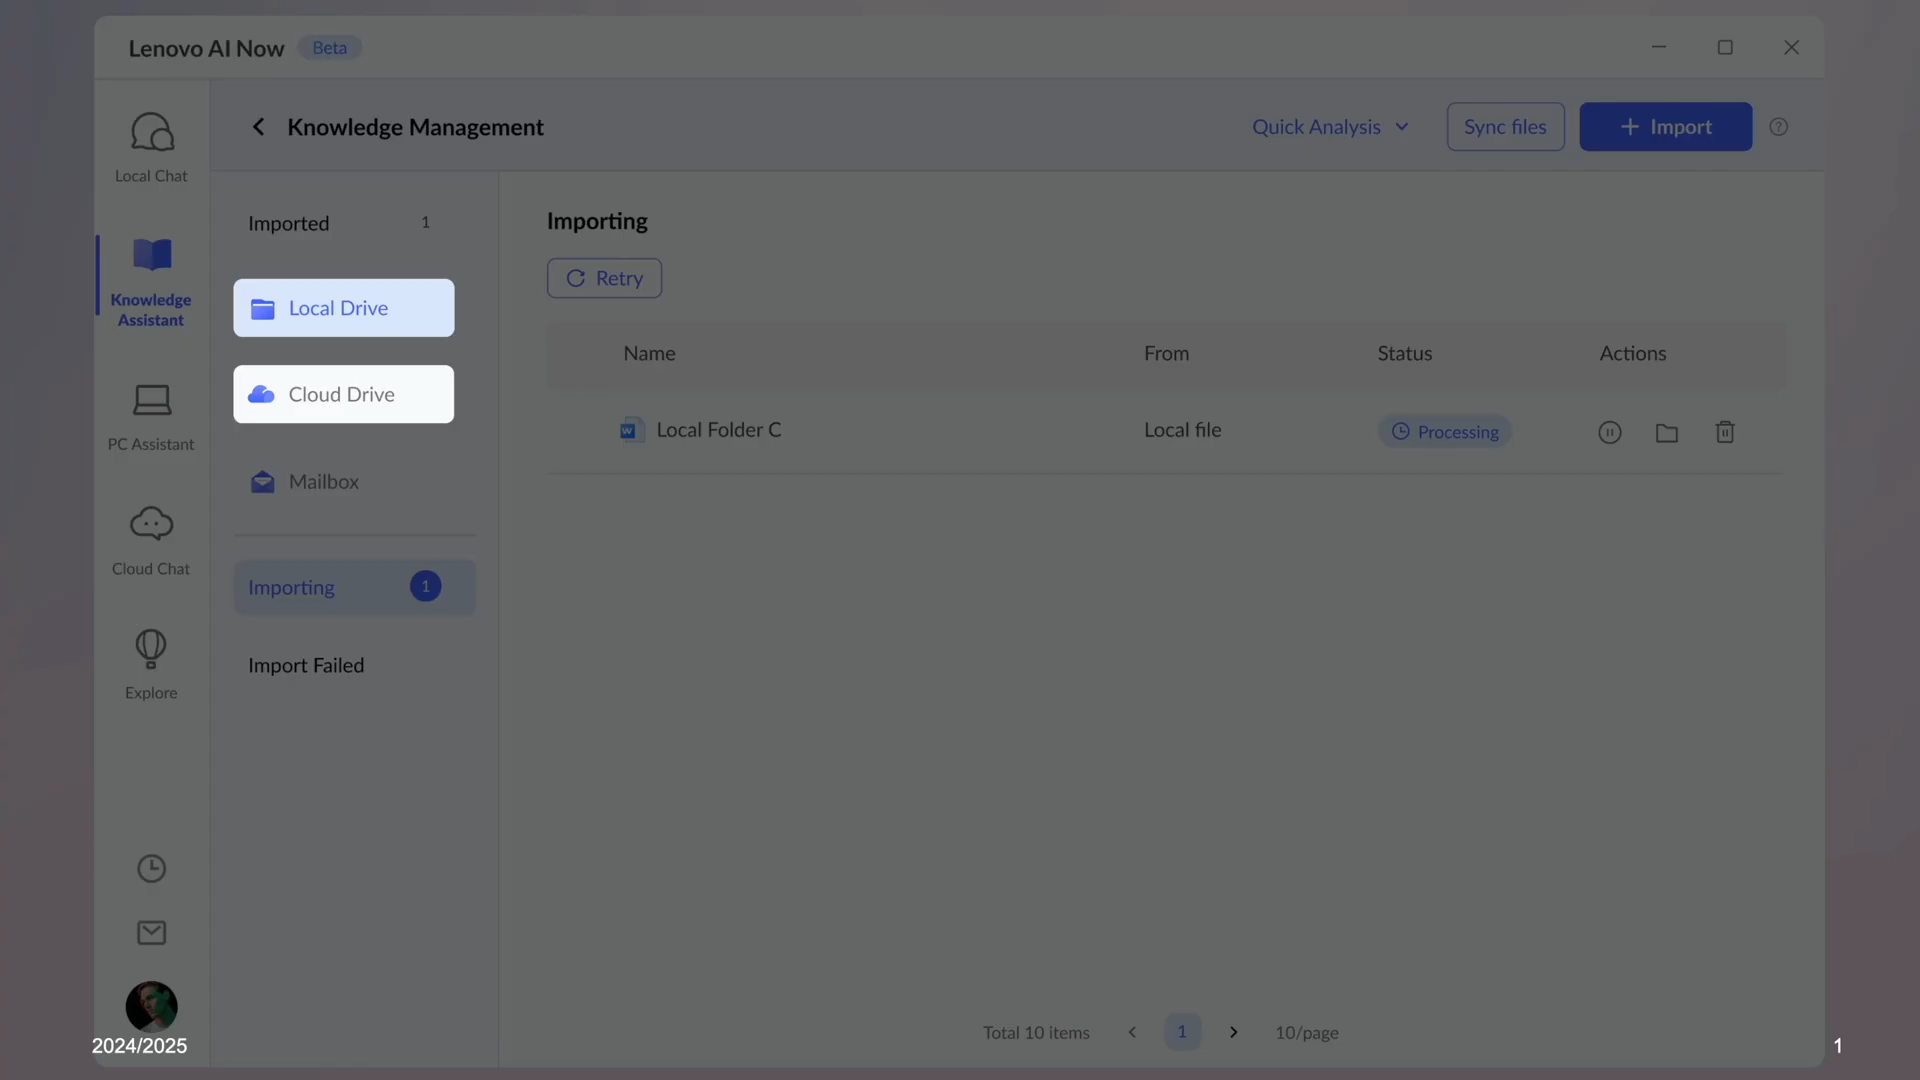 Lenovo AI Now Beta
Knowledge Management
Quick Analysis
Sync files
Import
Local Chat
Knowledge
Assistant
PC Assistant
Cloud Chat
Explore
Imported 1
Local Drive
Cloud Drive
Mailbox
Importing 1
Import Failed
Importing
Retry
Name From Status Actions
Local Folder C Local file Processing
Total 10 items 1 10/page
2024/2025
1